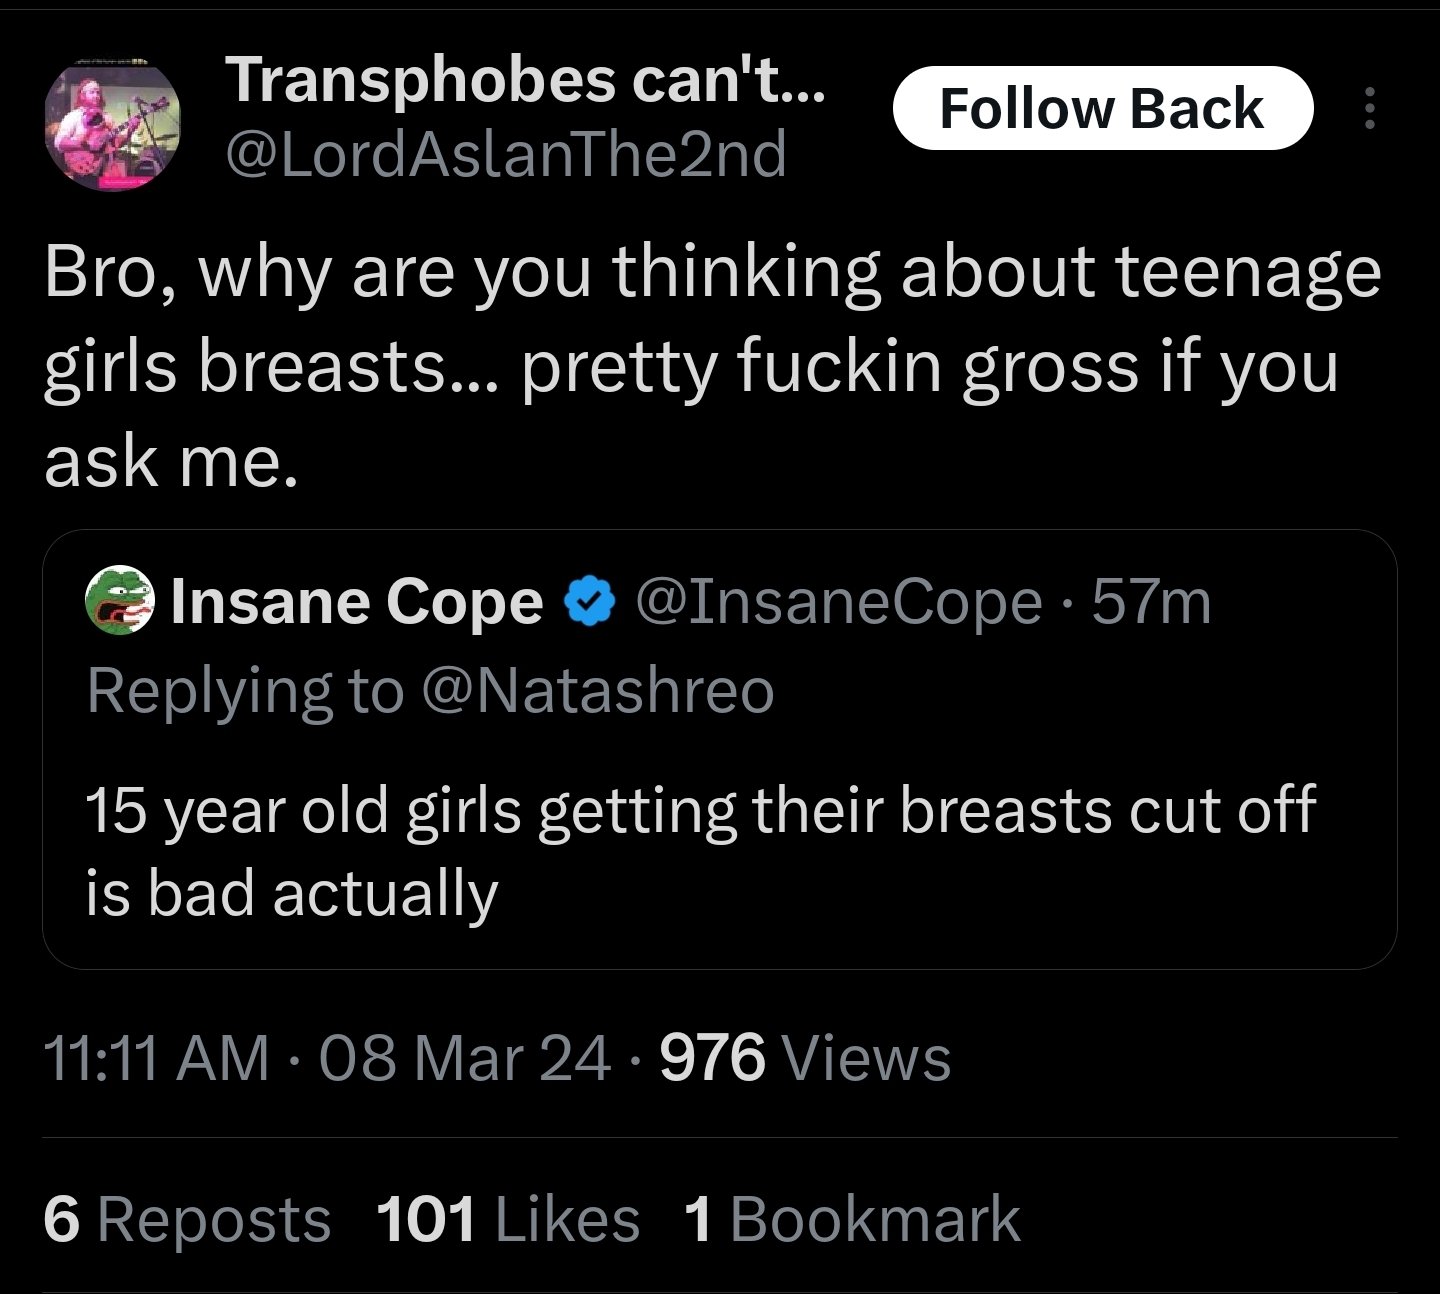 Transphobes can't...
Follow Back
@LordAslanThe2nd
Bro, why are you thinking about teenage
girls breasts... pretty fuckin gross if you
ask me.
Insane Cope @InsaneCope · 57m
Replying to @Natashreo
15 year old girls getting their breasts cut off
is bad actually
11:11 AM · 08 Mar 24 · 976 Views
6 Reposts 101 Likes 1 Bookmark